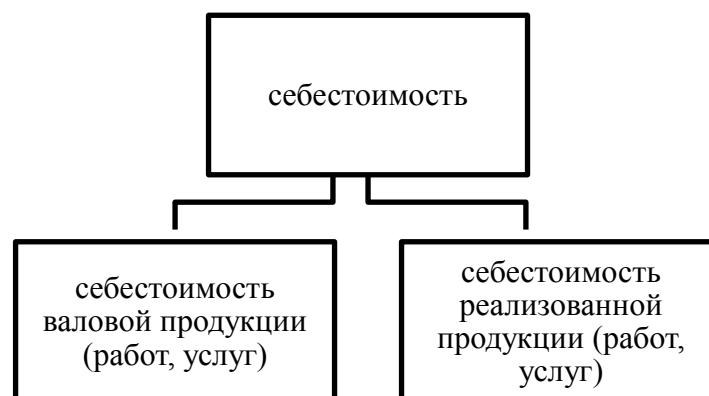 себестоимость
себестоимость
валовой продукции
(работ, услуг)
себестоимость
реализованной
продукции (работ,
услуг)